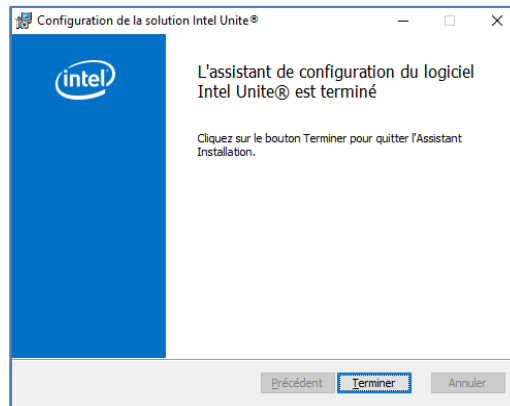 Configuration de la solution Intel Unite®
intel
L'assistant de configuration du logiciel
Intel Unite® est terminé
Cliquez sur le bouton Terminer pour quitter l'Assistant
Installation.
Précédent Terminer Annuler